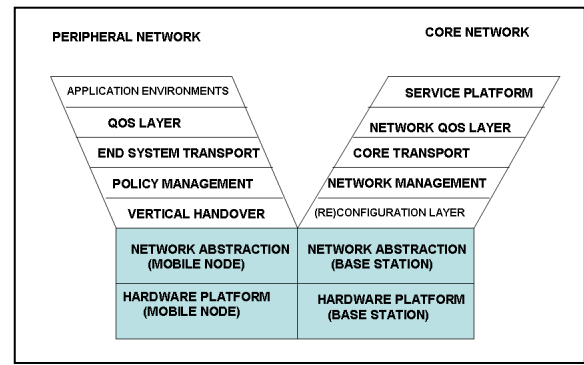 PERIPHERAL NETWORK
CORE NETWORK
APPLICATION ENVIRONMENTS
QOS LAYER
END SYSTEM TRANSPORT
POLICY MANAGEMENT
VERTICAL HANDOVER
SERVICE PLATFORM
NETWORK QOS LAYER
CORE TRANSPORT
NETWORK MANAGEMENT
(RE)CONFIGURATION LAYER
NETWORK ABSTRACTION
(MOBILE NODE)
NETWORK ABSTRACTION
(BASE STATION)
HARDWARE PLATFORM
(MOBILE NODE)
HARDWARE PLATFORM
(BASE STATION)